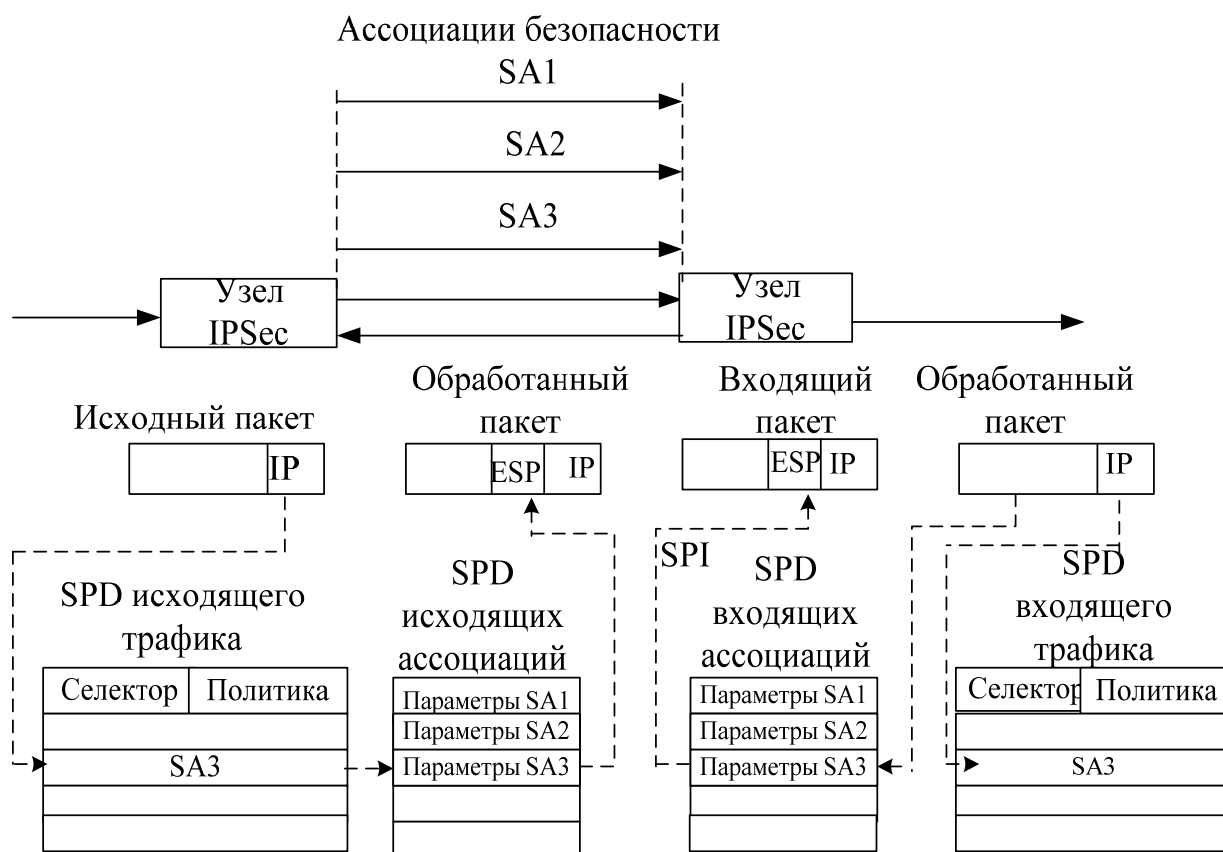 Ассоциации безопасности
SA1
SA2
SA3
Узел
IPSec
Узел
IPSec
Исходный пакет
IP
Обработанный
пакет
ESP IP
Входящий
пакет
ESP IP
Обработанный
пакет
IP
SPI
SPD исходящего
трафика
Селектор Политика
SA3
SPD
исходящих
ассоциаций
Параметры SA1
Параметры SA2
Параметры SA3
SPD
входящих
ассоциаций
Параметры SA1
Параметры SA2
Параметры SA3
SPD
входящего
трафика
Селектор Политика
SA3